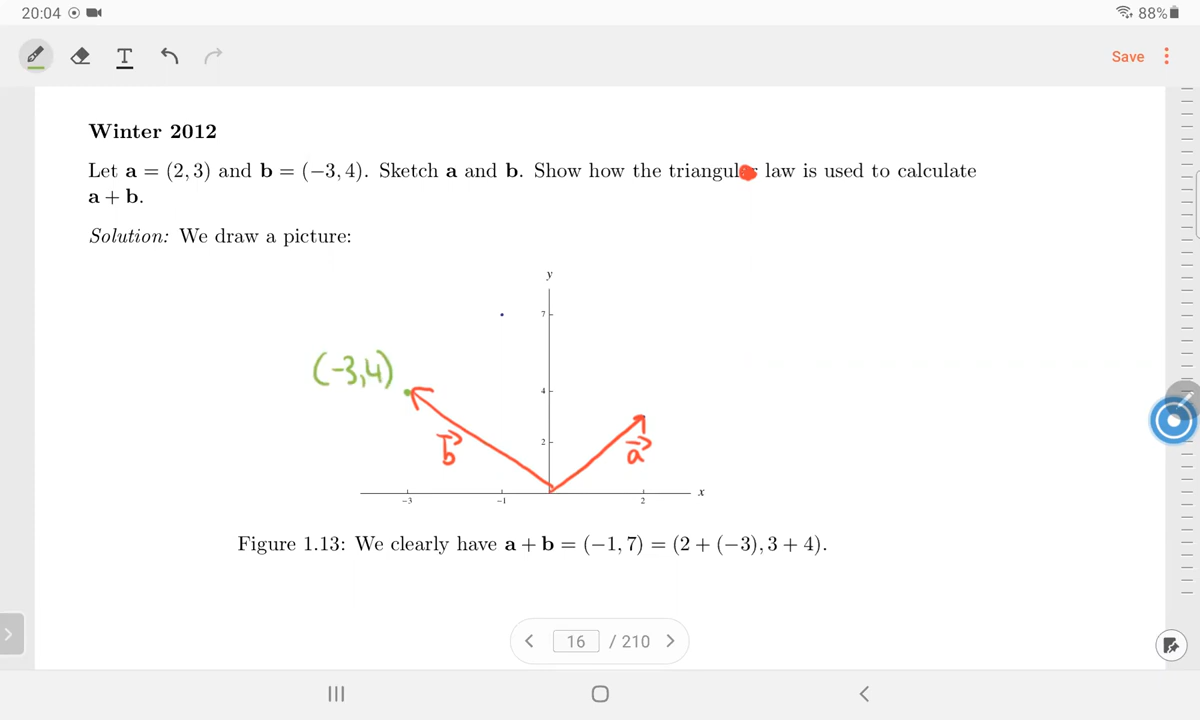 20:04
88%
T
Save
Winter 2012
Let a = (2, 3) and b = (−3, 4). Sketch a and b. Show how the triangular law is used to calculate
a + b.
Solution: We draw a picture:
y
7
(-3,4)
4
b
2
a
x
−3
−1
2
Figure 1.13: We clearly have a + b = (−1, 7) = (2 + (−3), 3 + 4).
16 / 210